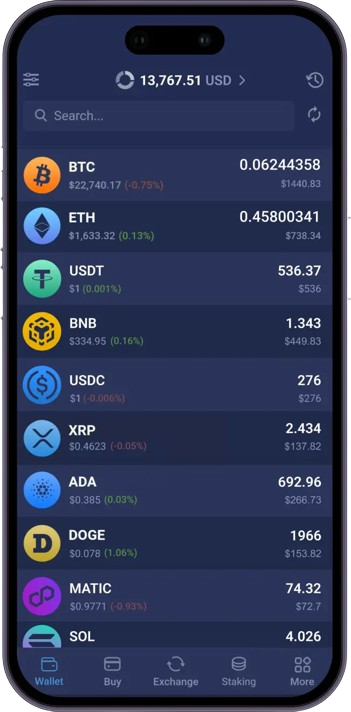 13,767.51 USD
Search...
BTC 0.06244358
$22,740.17 (-0.75%) $1440.83
ETH 0.45800341
$1,633.32 (0.13%) $738.34
USDT 536.37
$1 (0.001%) $536
BNB 1.343
$334.95 (0.16%) $449.83
USDC 276
$1 (-0.006%) $276
XRP 2.434
$0.4623 (-0.05%) $137.82
ADA 692.96
$0.385 (0.03%) $266.73
DOGE 1966
$0.078 (1.06%) $153.82
MATIC 74.32
$0.9771 (-0.93%) $72.7
SOL 4.026
Wallet Buy Exchange Staking More